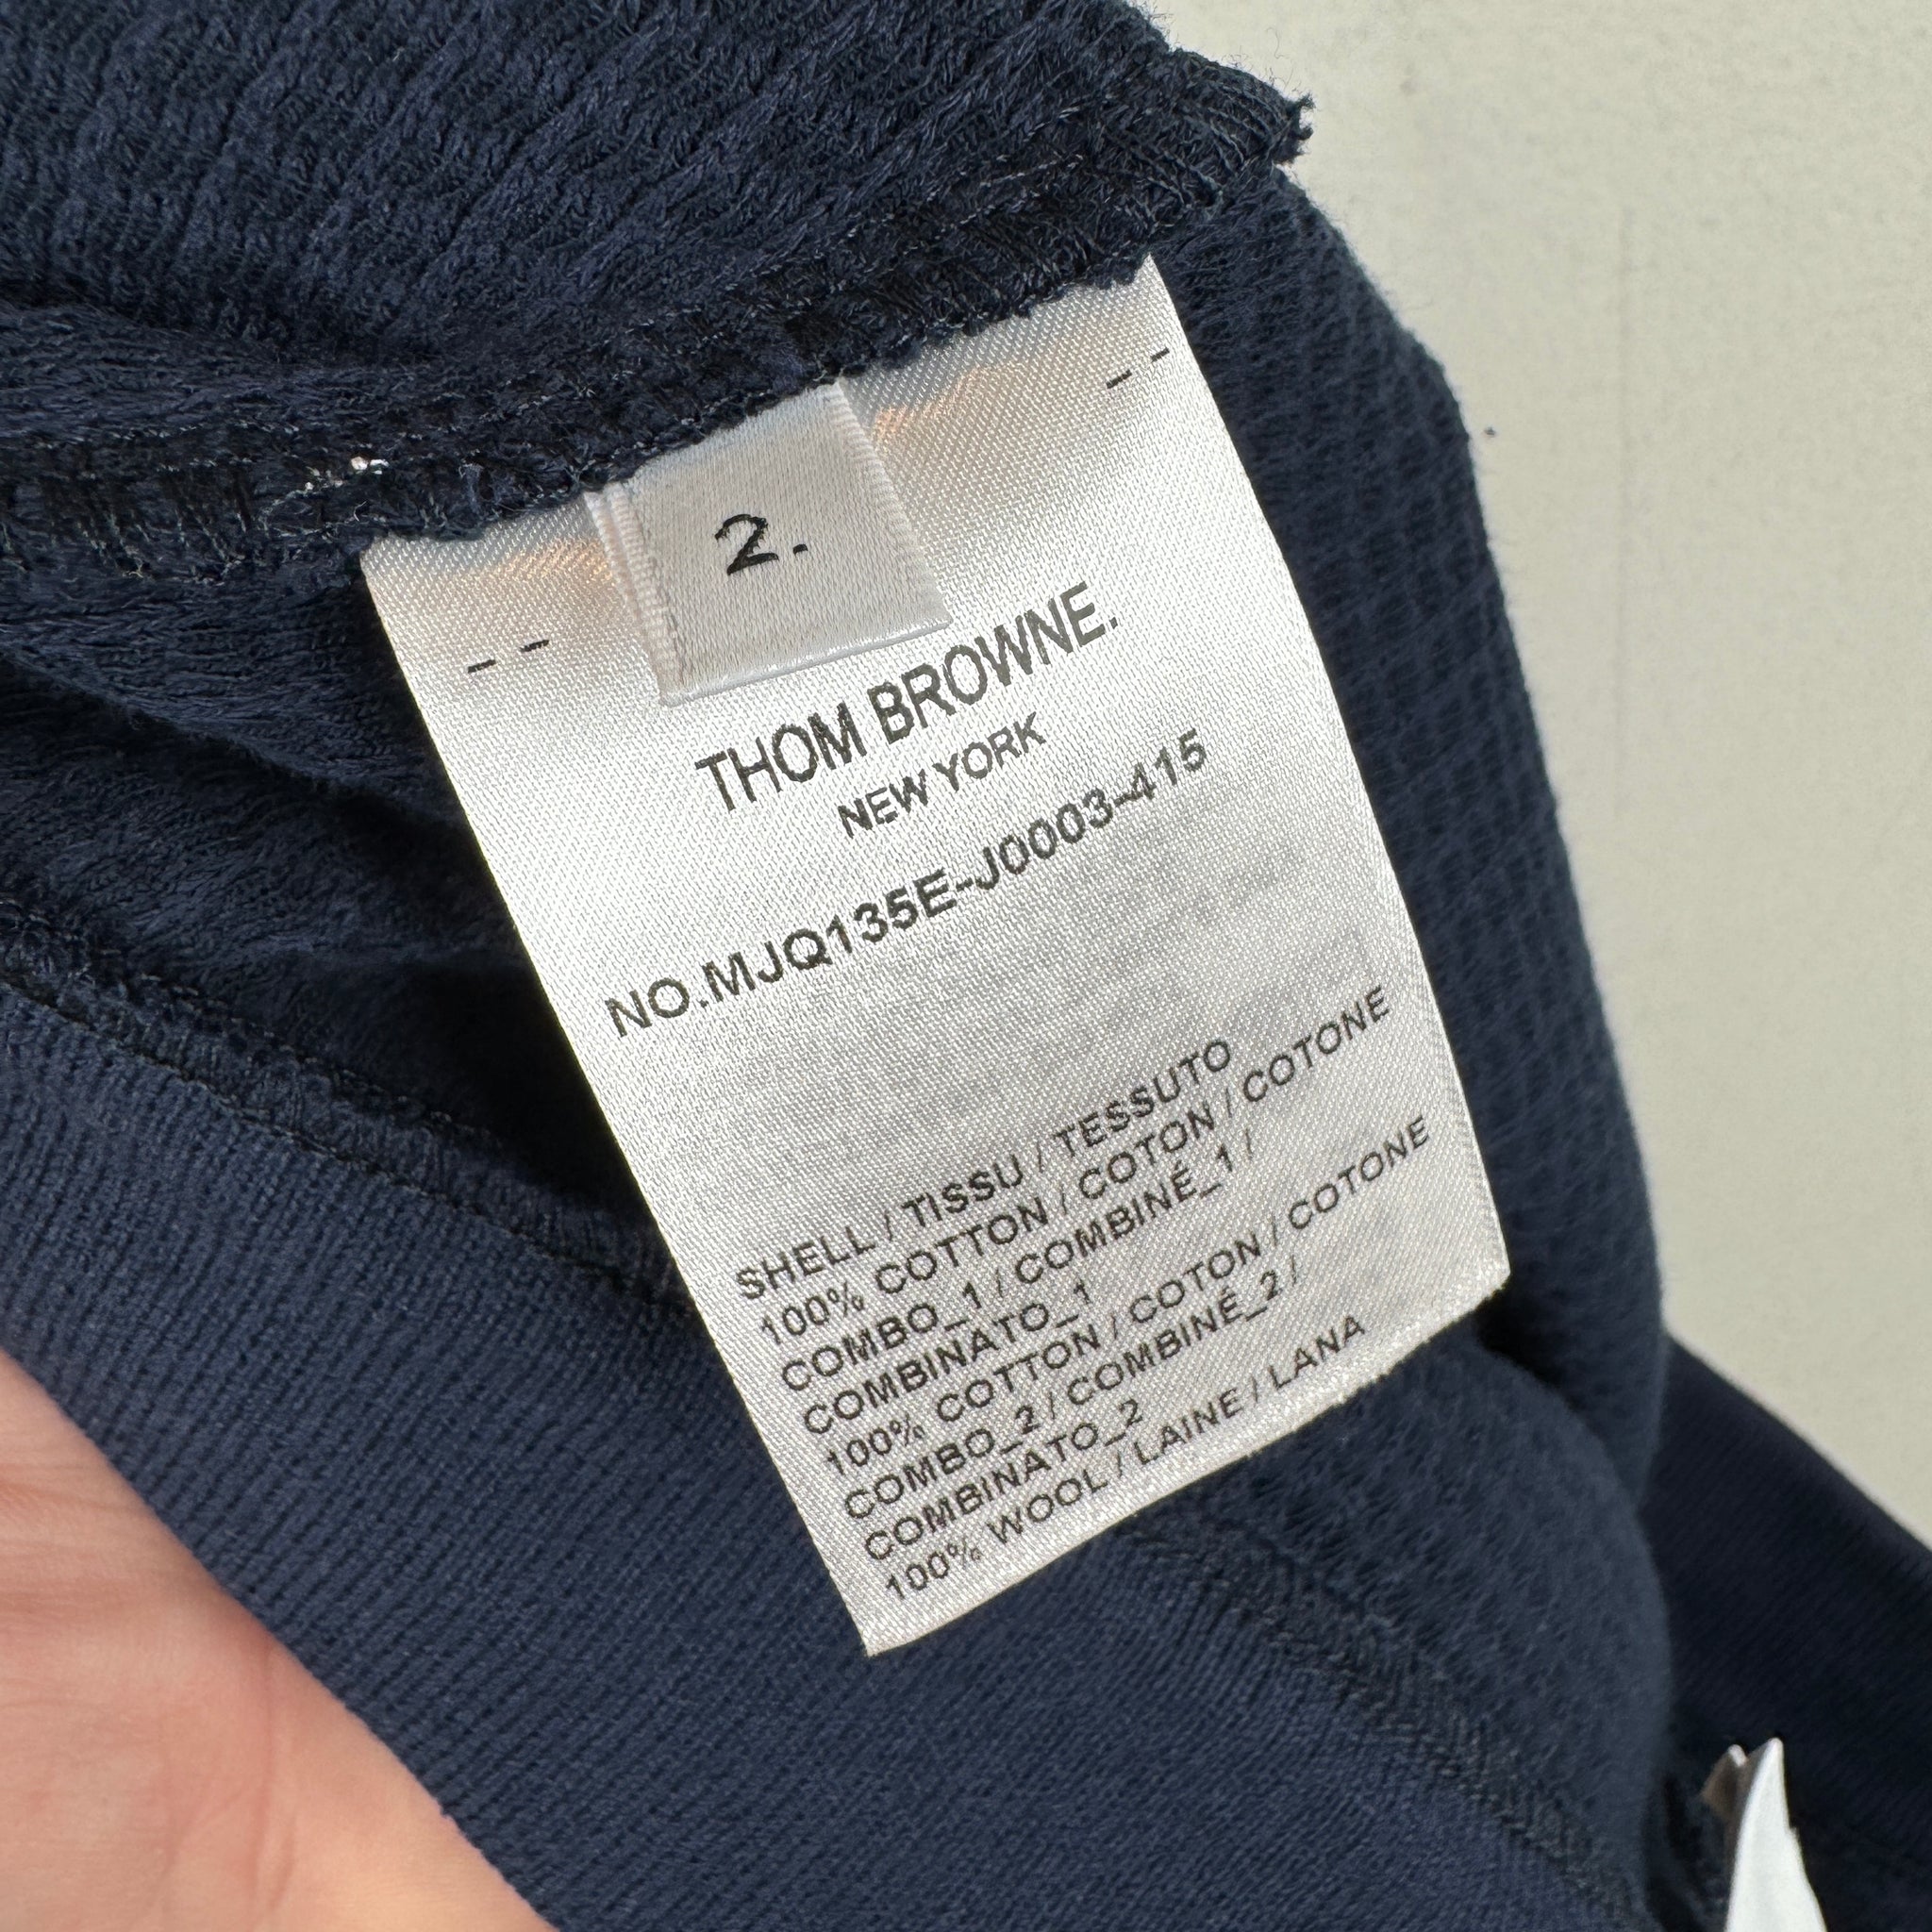 2.
THOM BROWNE.
NEW YORK
NO.MJQ135E-J0003-415
SHELL / TISSU / TESSUTO
100% COTTON / COTON / COTONE
COMBO_1 / COMBINÉ_1 /
COMBINATO_1
100% COTTON / COTON / COTONE
COMBO_2 / COMBINÉ_2 /
COMBINATO_2
100% WOOL / LAINE / LANA